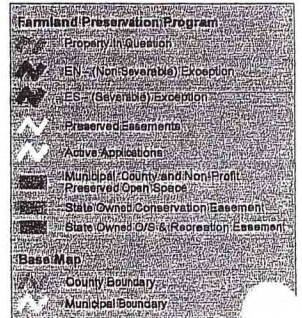 Farmland Preservation Program
Property In Question
EN - (Non-Severable) Exception
ES - (Severable) Exception
Preserved Easements
Active Applications
Municipal, County and Non-Profit
Preserved Open Space
State Owned Conservation Easement
State Owned O/S & Recreation Easement
Base Map
County Boundary
Municipal Boundary